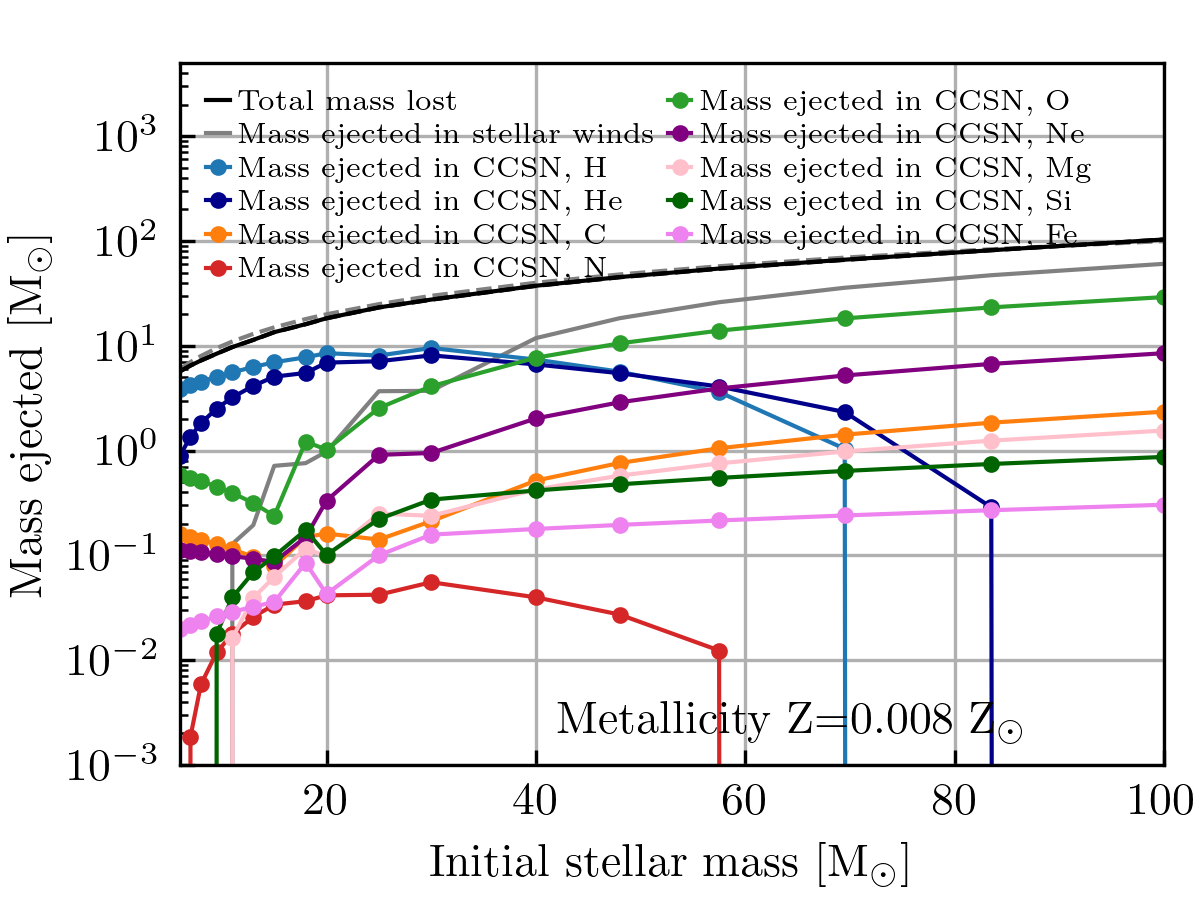 Total mass lost
Mass ejected in stellar winds
Mass ejected in CCSN, H
Mass ejected in CCSN, He
Mass ejected in CCSN, C
Mass ejected in CCSN, N
Mass ejected in CCSN, O
Mass ejected in CCSN, Ne
Mass ejected in CCSN, Mg
Mass ejected in CCSN, Si
Mass ejected in CCSN, Fe
Mass ejected [M⊙]
10³
10²
10¹
10⁰
10⁻¹
10⁻²
10⁻³
Metallicity Z=0.008 Z⊙
20 40 60 80 100
Initial stellar mass [M⊙]